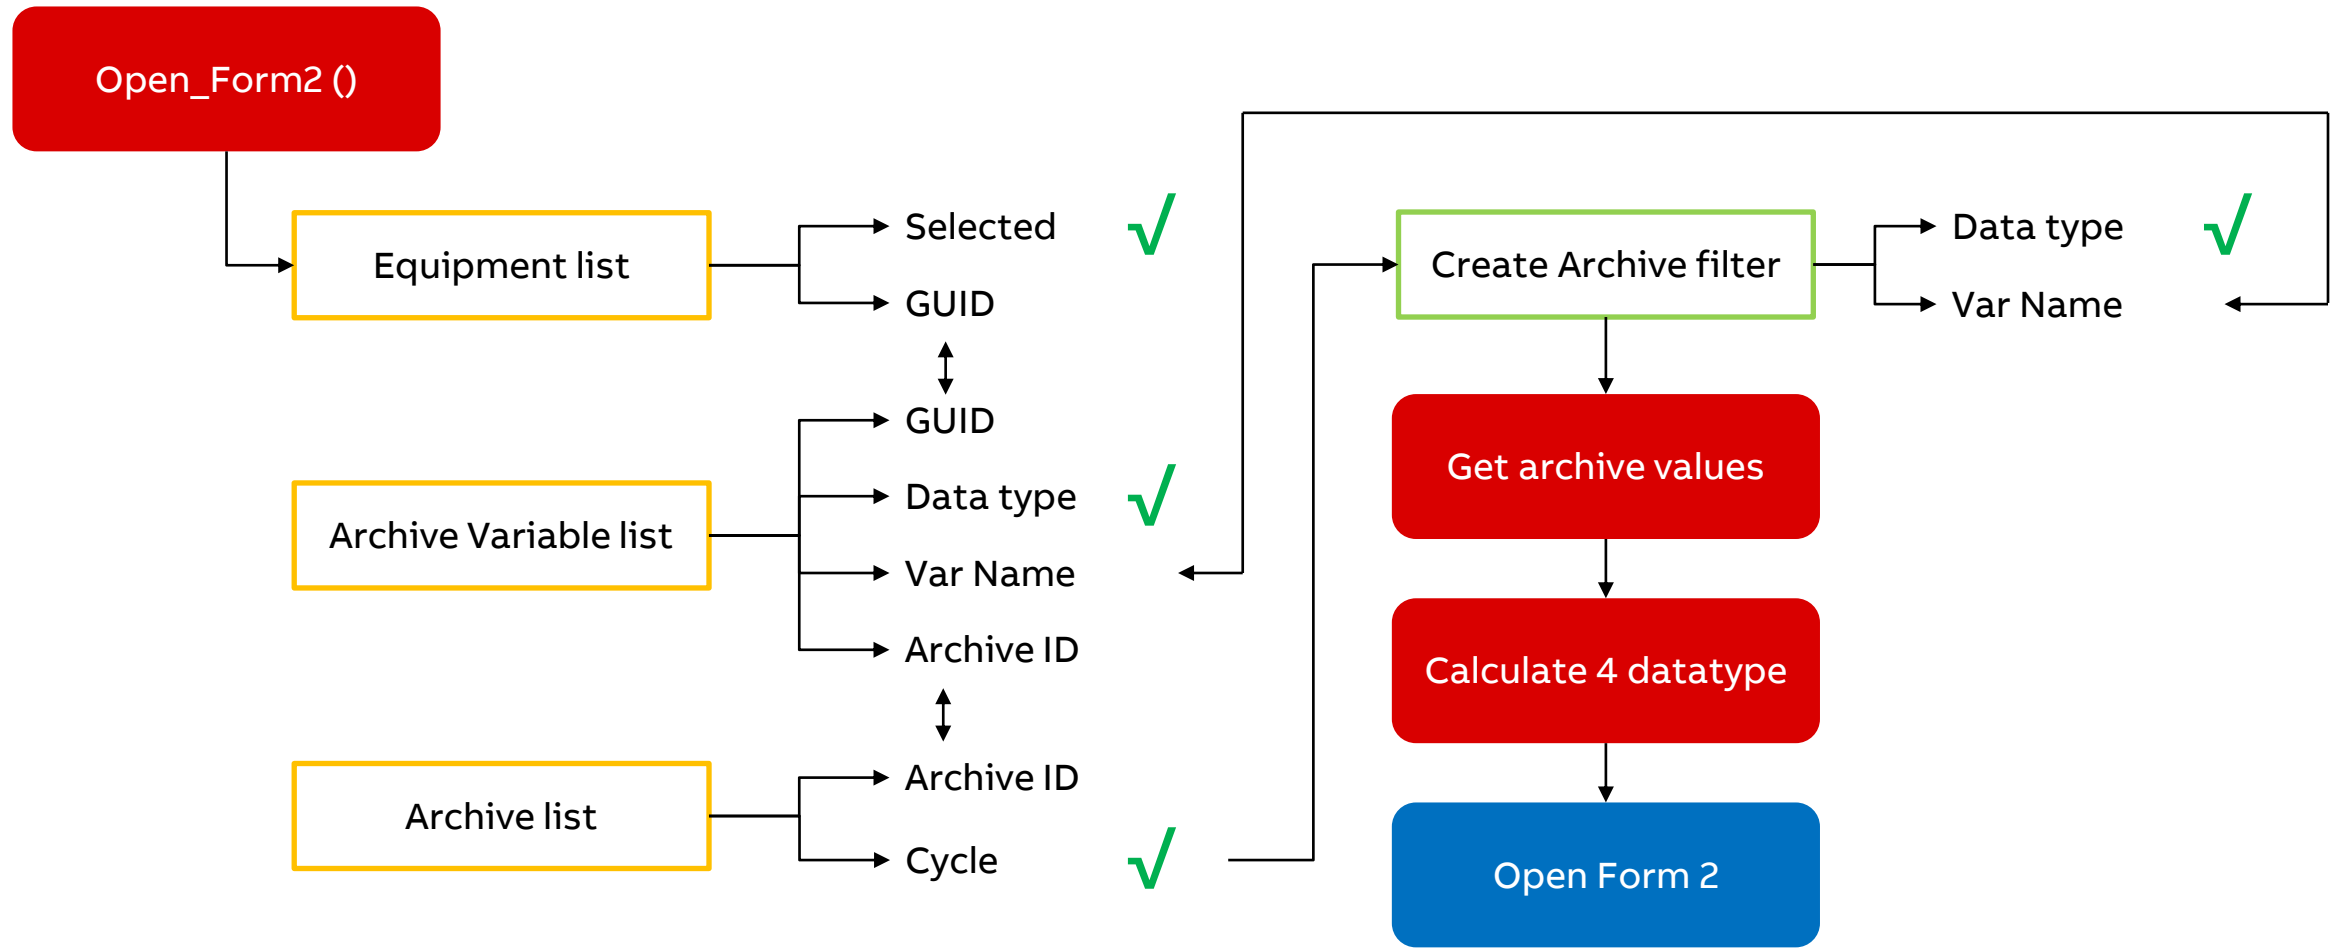 Open_Form2 ()
Equipment list
Selected √
GUID
Archive Variable list
GUID
Data type √
Var Name
Archive ID
Archive list
Archive ID
Cycle √
Create Archive filter
Data type √
Var Name
Get archive values
Calculate 4 datatype
Open Form 2